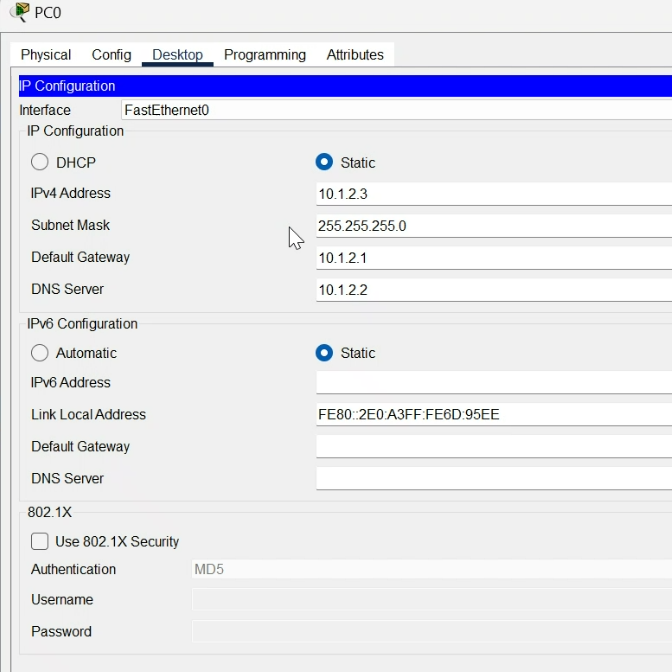 PC0
Physical Config Desktop Programming Attributes
IP Configuration
Interface FastEthernet0
IP Configuration
DHCP Static
IPv4 Address 10.1.2.3
Subnet Mask 255.255.255.0
Default Gateway 10.1.2.1
DNS Server 10.1.2.2
IPv6 Configuration
Automatic Static
IPv6 Address
Link Local Address FE80::2E0:A3FF:FE6D:95EE
Default Gateway
DNS Server
802.1X
Use 802.1X Security
Authentication MD5
Username
Password